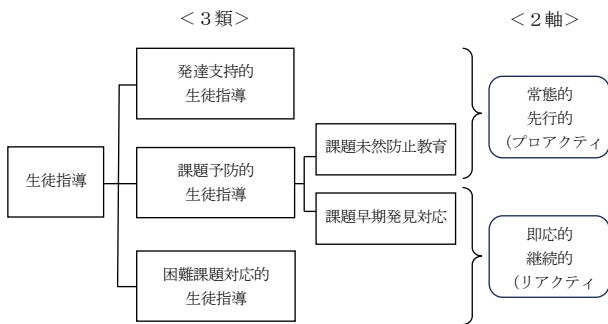 ＜３類＞
＜２軸＞
発達支持的
生徒指導
常態的
先行的
（プロアクティ
課題未然防止教育
生徒指導
課題予防的
生徒指導
課題早期発見対応
即応的
継続的
（リアクティ
困難課題対応的
生徒指導